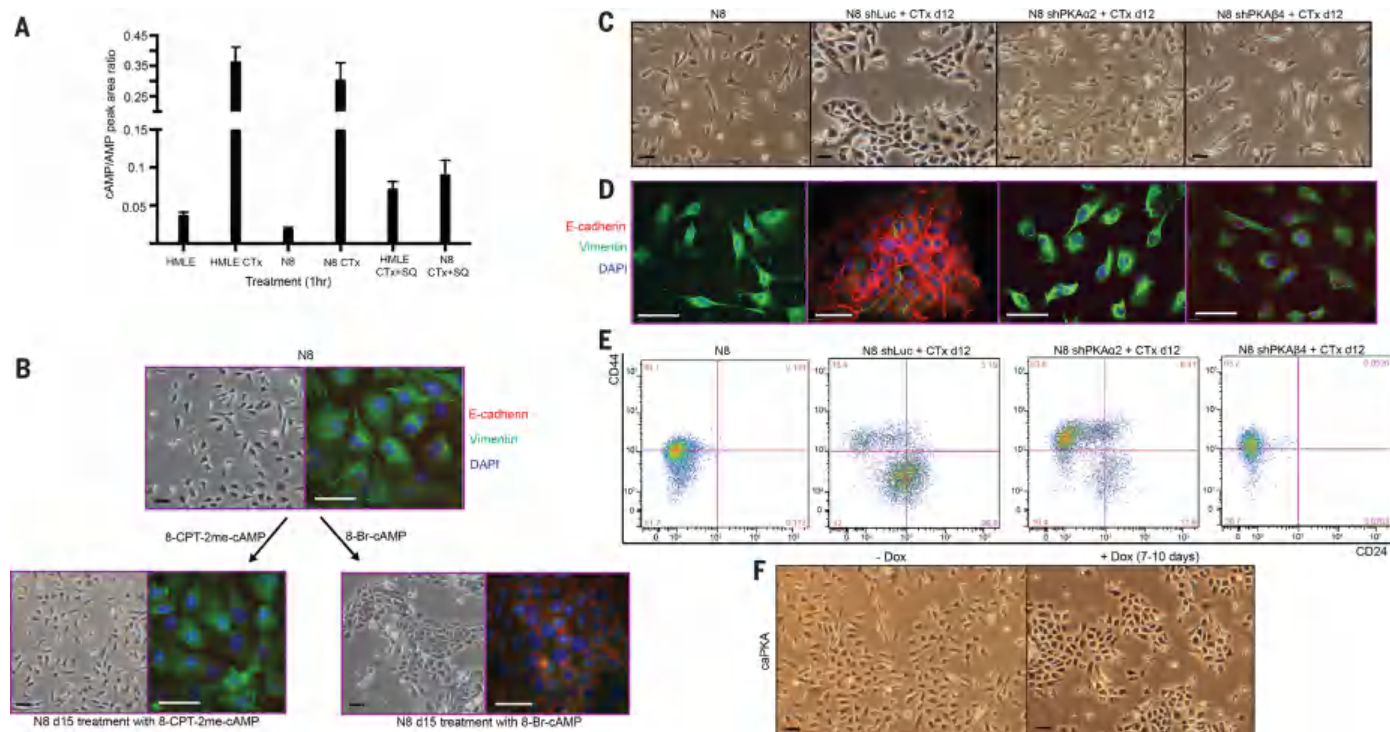 A
cAMP/AMP peak area ratio
0.45
0.35
0.25
0.15
0.1
0.05
HMLE
HMLE CTx
N8
N8 CTx
HMLE
CTx+SQ
N8
CTx+SQ
Treatment (1hr)
B
N8
E-cadherin
Vimentin
DAPI
8-CPT-2me-cAMP
8-Br-cAMP
N8 d15 treatment with 8-CPT-2me-cAMP
N8 d15 treatment with 8-Br-cAMP
C
N8
N8 shLuc + CTx d12
N8 shPKAα2 + CTx d12
N8 shPKAβ4 + CTx d12
D
E-cadherin
Vimentin
DAPI
E
N8
N8 shLuc + CTx d12
N8 shPKAα2 + CTx d12
N8 shPKAβ4 + CTx d12
CD44
CD24
F
- Dox
+ Dox (7-10 days)
caPKA